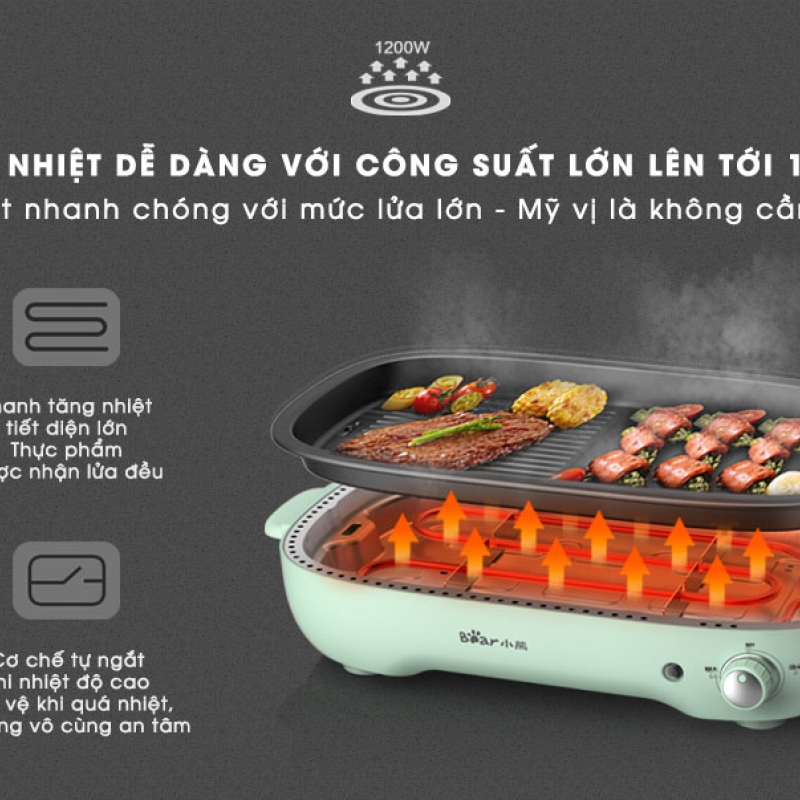 1200W
NHIỆT DỄ DÀNG VỚI CÔNG SUẤT LỚN LÊN TỚI 1
t nhanh chóng với mức lửa lớn - Mỹ vị là không cần
hanh tăng nhiệt
tiết diện lớn
Thực phẩm
ợc nhận lửa đều
Cơ chế tự ngắt
hi nhiệt độ cao
vệ khi quá nhiệt,
ng vô cùng an tâm
Bear小熊